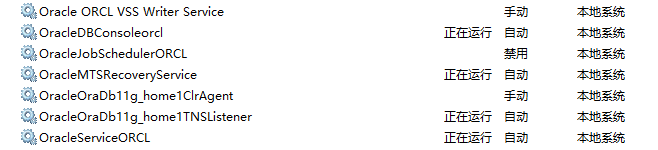 Oracle ORCL VSS Writer Service 手动 本地系统
OracleDBConsoleorcl 正在运行 自动 本地系统
OracleJobSchedulerORCL 禁用 本地系统
OracleMTSRecoveryService 正在运行 自动 本地系统
OracleOraDb11g_home1ClrAgent 手动 本地系统
OracleOraDb11g_home1TNSListener 正在运行 自动 本地系统
OracleServiceORCL 正在运行 自动 本地系统